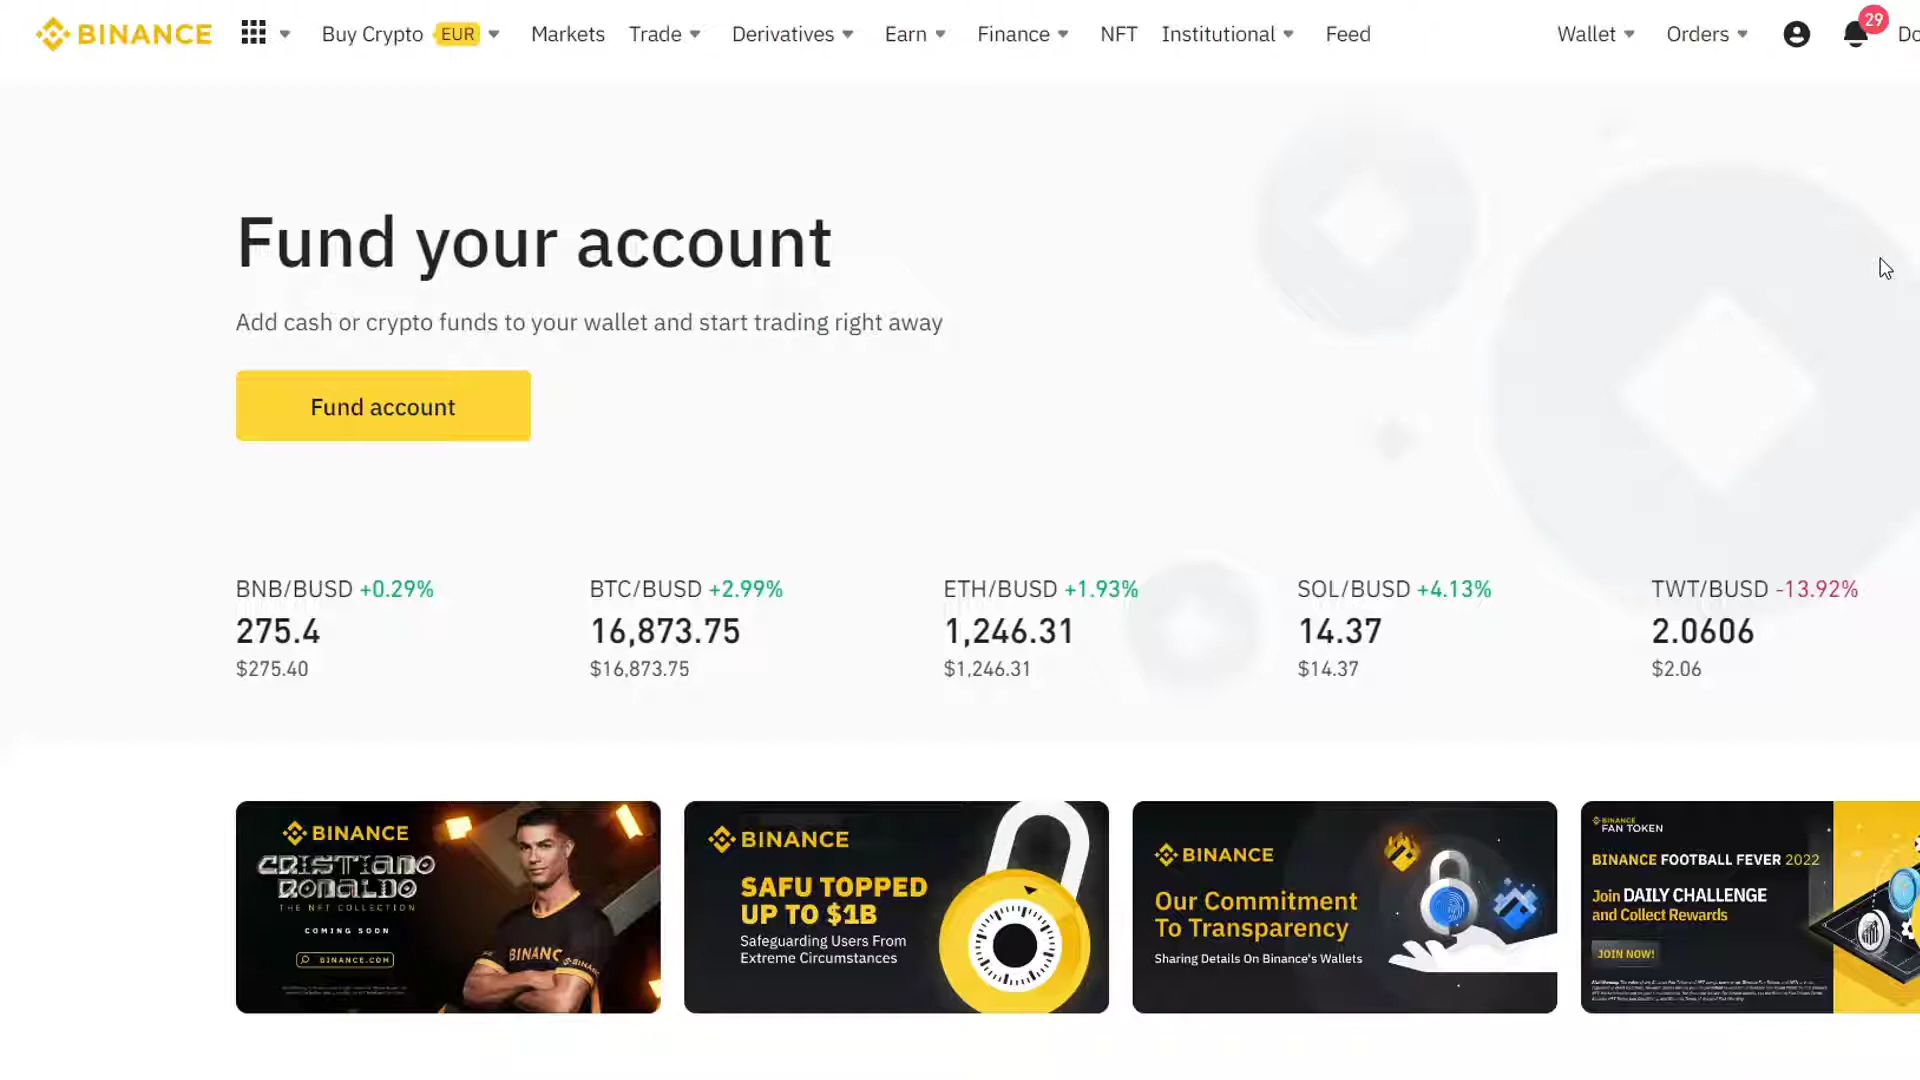 BINANCE
Buy Crypto EUR
Markets
Trade
Derivatives
Earn
Finance
NFT
Institutional
Feed
Wallet
Orders
29
Do
Fund your account
Add cash or crypto funds to your wallet and start trading right away
Fund account
BNB/BUSD +0.29%
275.4
$275.40
BTC/BUSD +2.99%
16,873.75
$16,873.75
ETH/BUSD +1.93%
1,246.31
$1,246.31
SOL/BUSD +4.13%
14.37
$14.37
TWT/BUSD -13.92%
2.0606
$2.06
BINANCE
CRISTIANO
RONALDO
THE NFT COLLECTION
COMING SOON
BINANCE.COM
BINANC
BINANCE
BINANCE
SAFU TOPPED
UP TO $1B
Safeguarding Users From
Extreme Circumstances
BINANCE
Our Commitment
To Transparency
Sharing Details On Binance's Wallets
BINANCE
FAN TOKEN
BINANCE FOOTBALL FEVER 2022
Join DAILY CHALLENGE
and Collect Rewards
JOIN NOW!